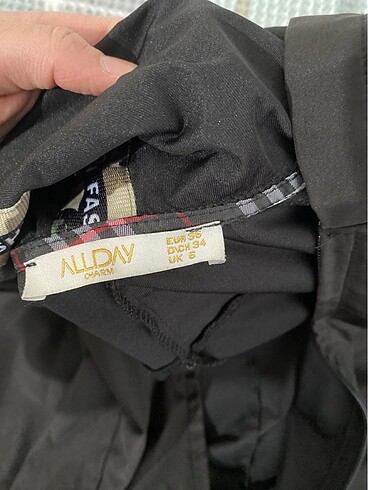 FAS
ALLDAY
CHARM
EUR 36
D\CH 34
UK 6